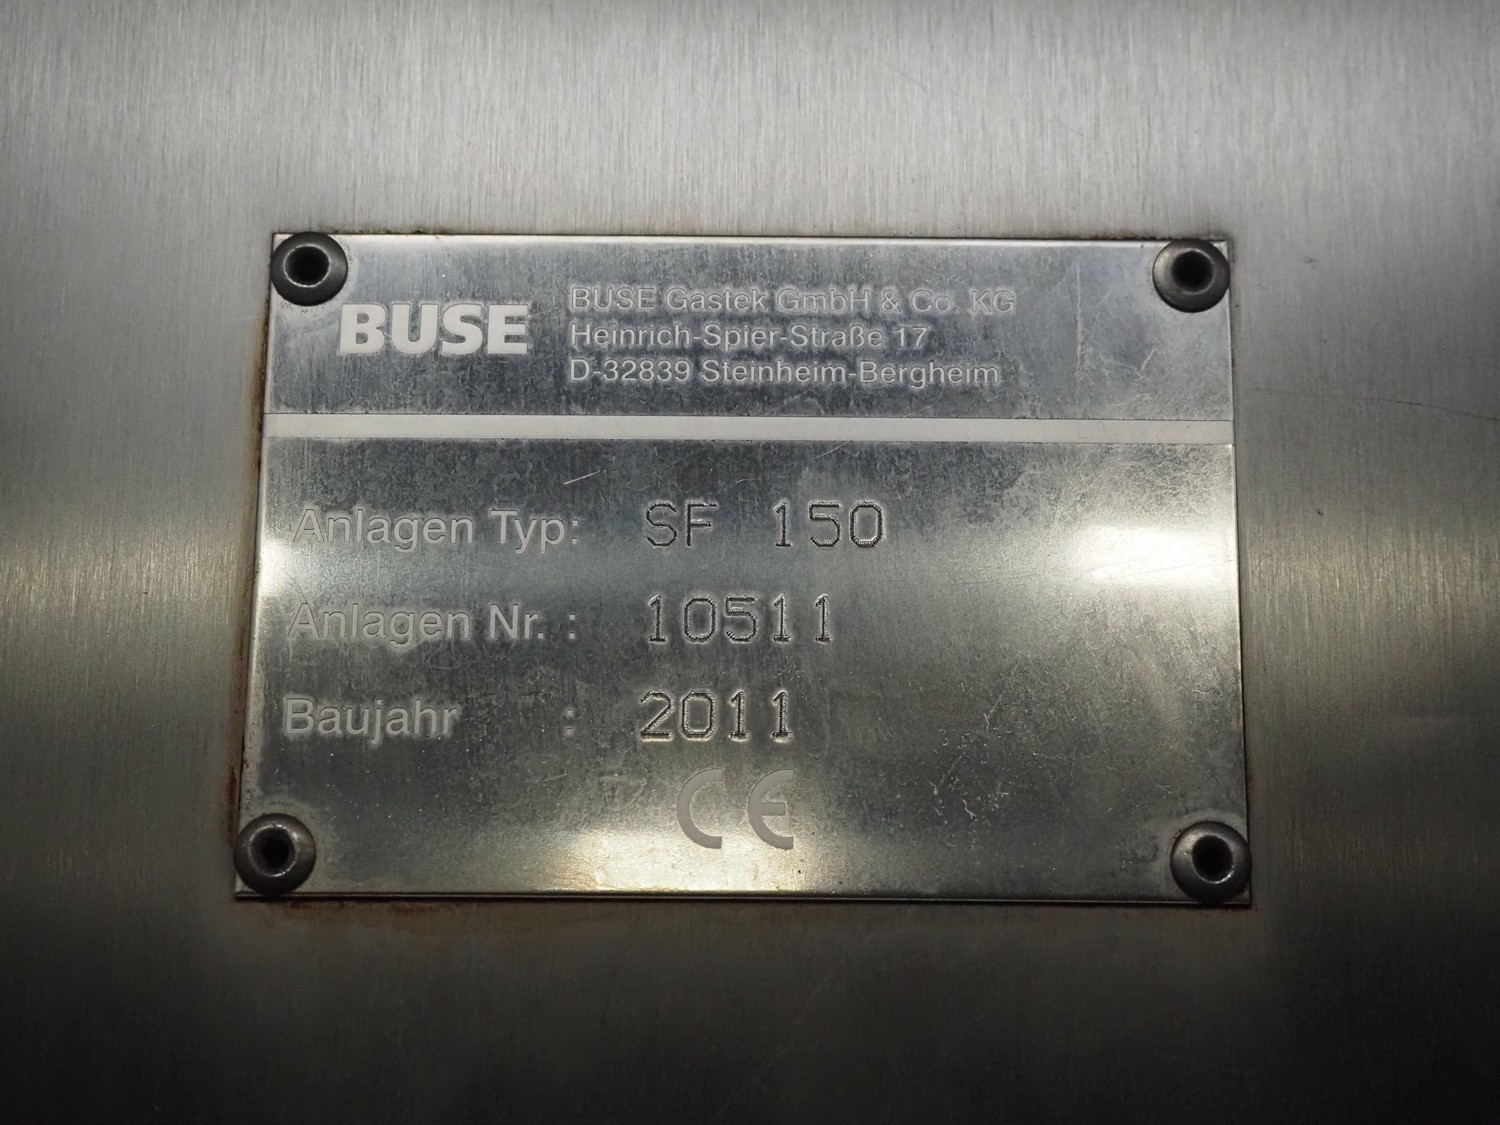 BUSE
BUSE Gastek GmbH & Co. KG
Heinrich-Spier-Straße 17
D-32839 Steinheim-Bergheim
Anlagen Typ: SF 150
Anlagen Nr. : 10511
Baujahr : 2011
CE